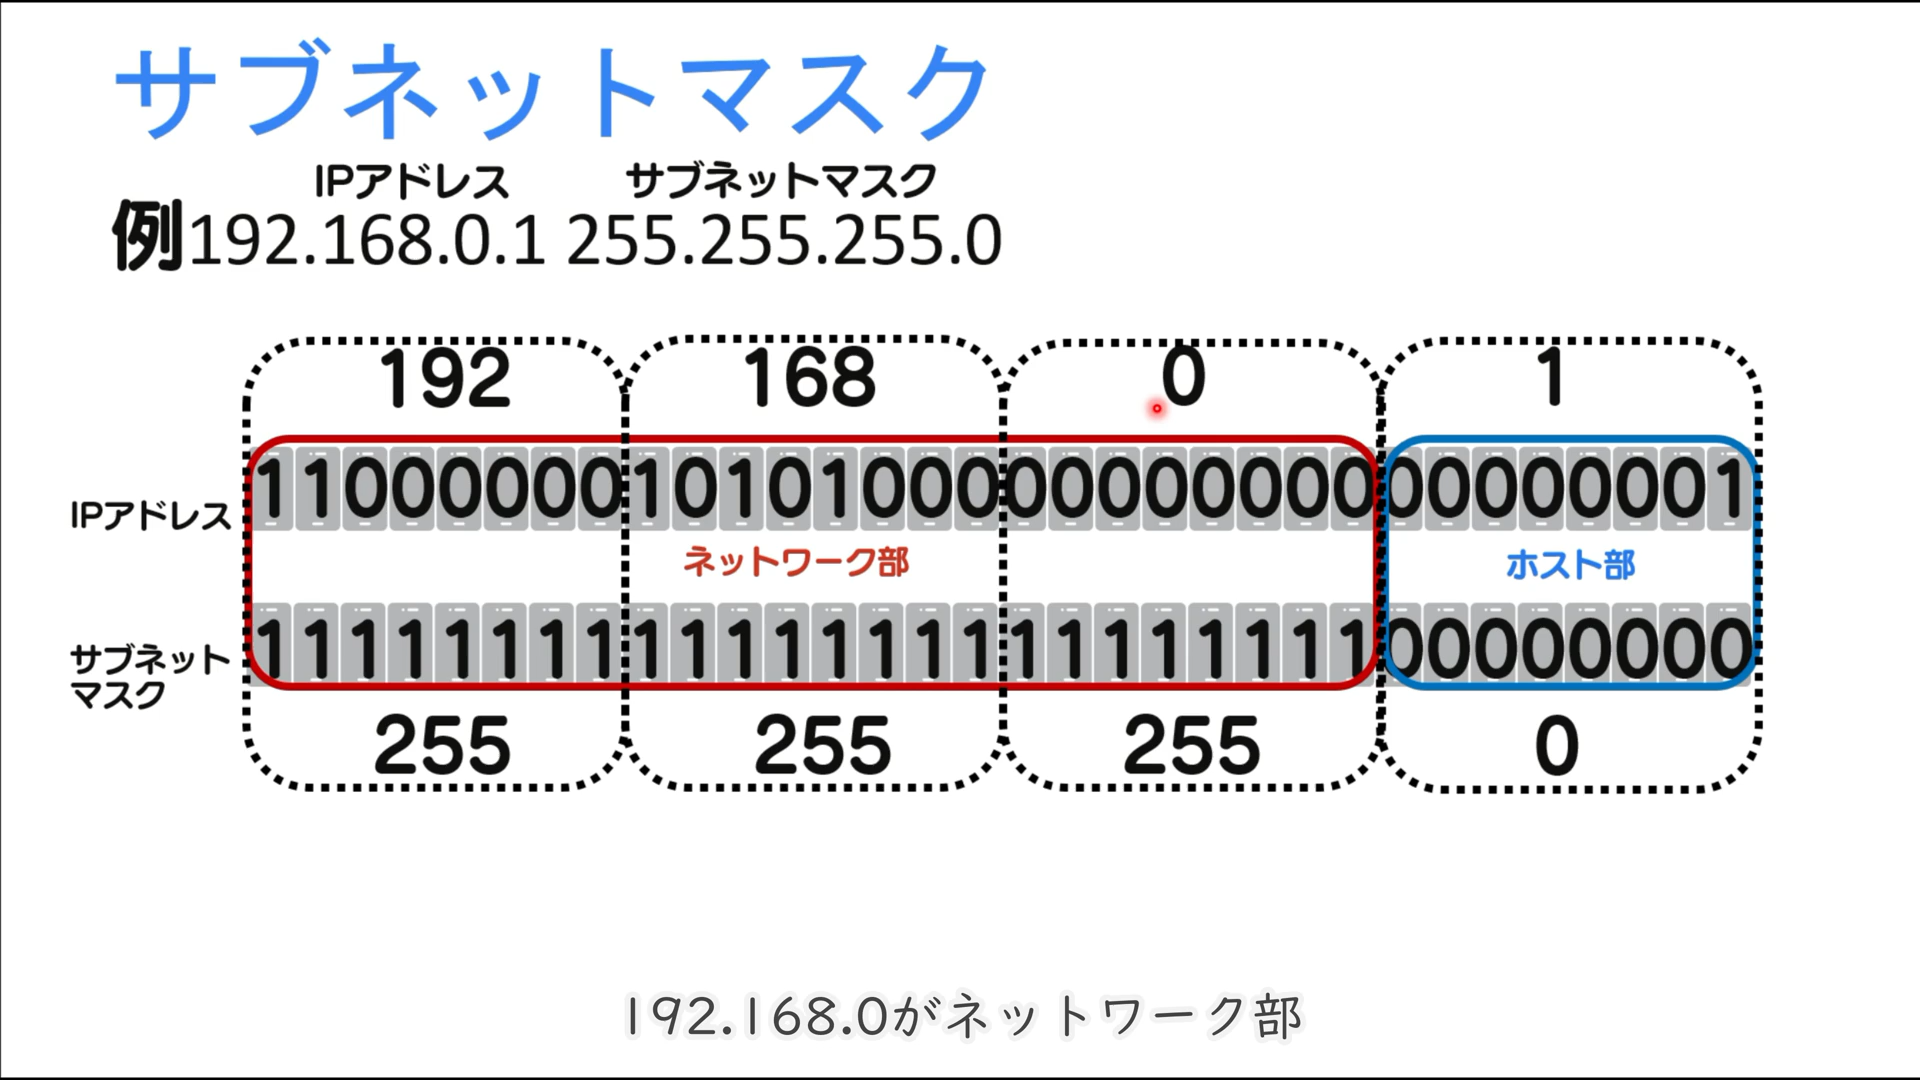 サブネットマスク
IPアドレス サブネットマスク
例192.168.0.1 255.255.255.0
192 168 0 1
IPアドレス 11000000 10101000 00000000 00000001
ネットワーク部 ホスト部
サブネット
マスク
11111111 11111111 11111111 00000000
255 255 255 0
192.168.0がネットワーク部